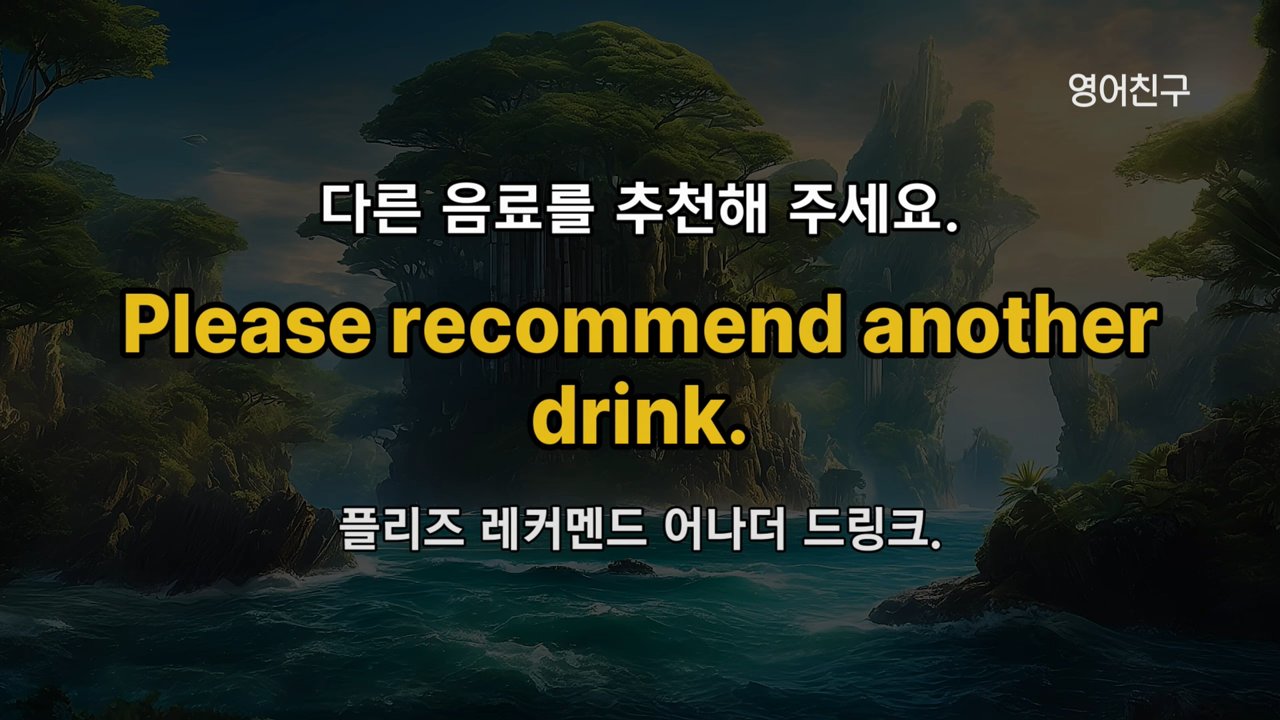 영어친구
다른 음료를 추천해 주세요.
Please recommend another
drink.
플리즈 레커멘드 어나더 드링크.